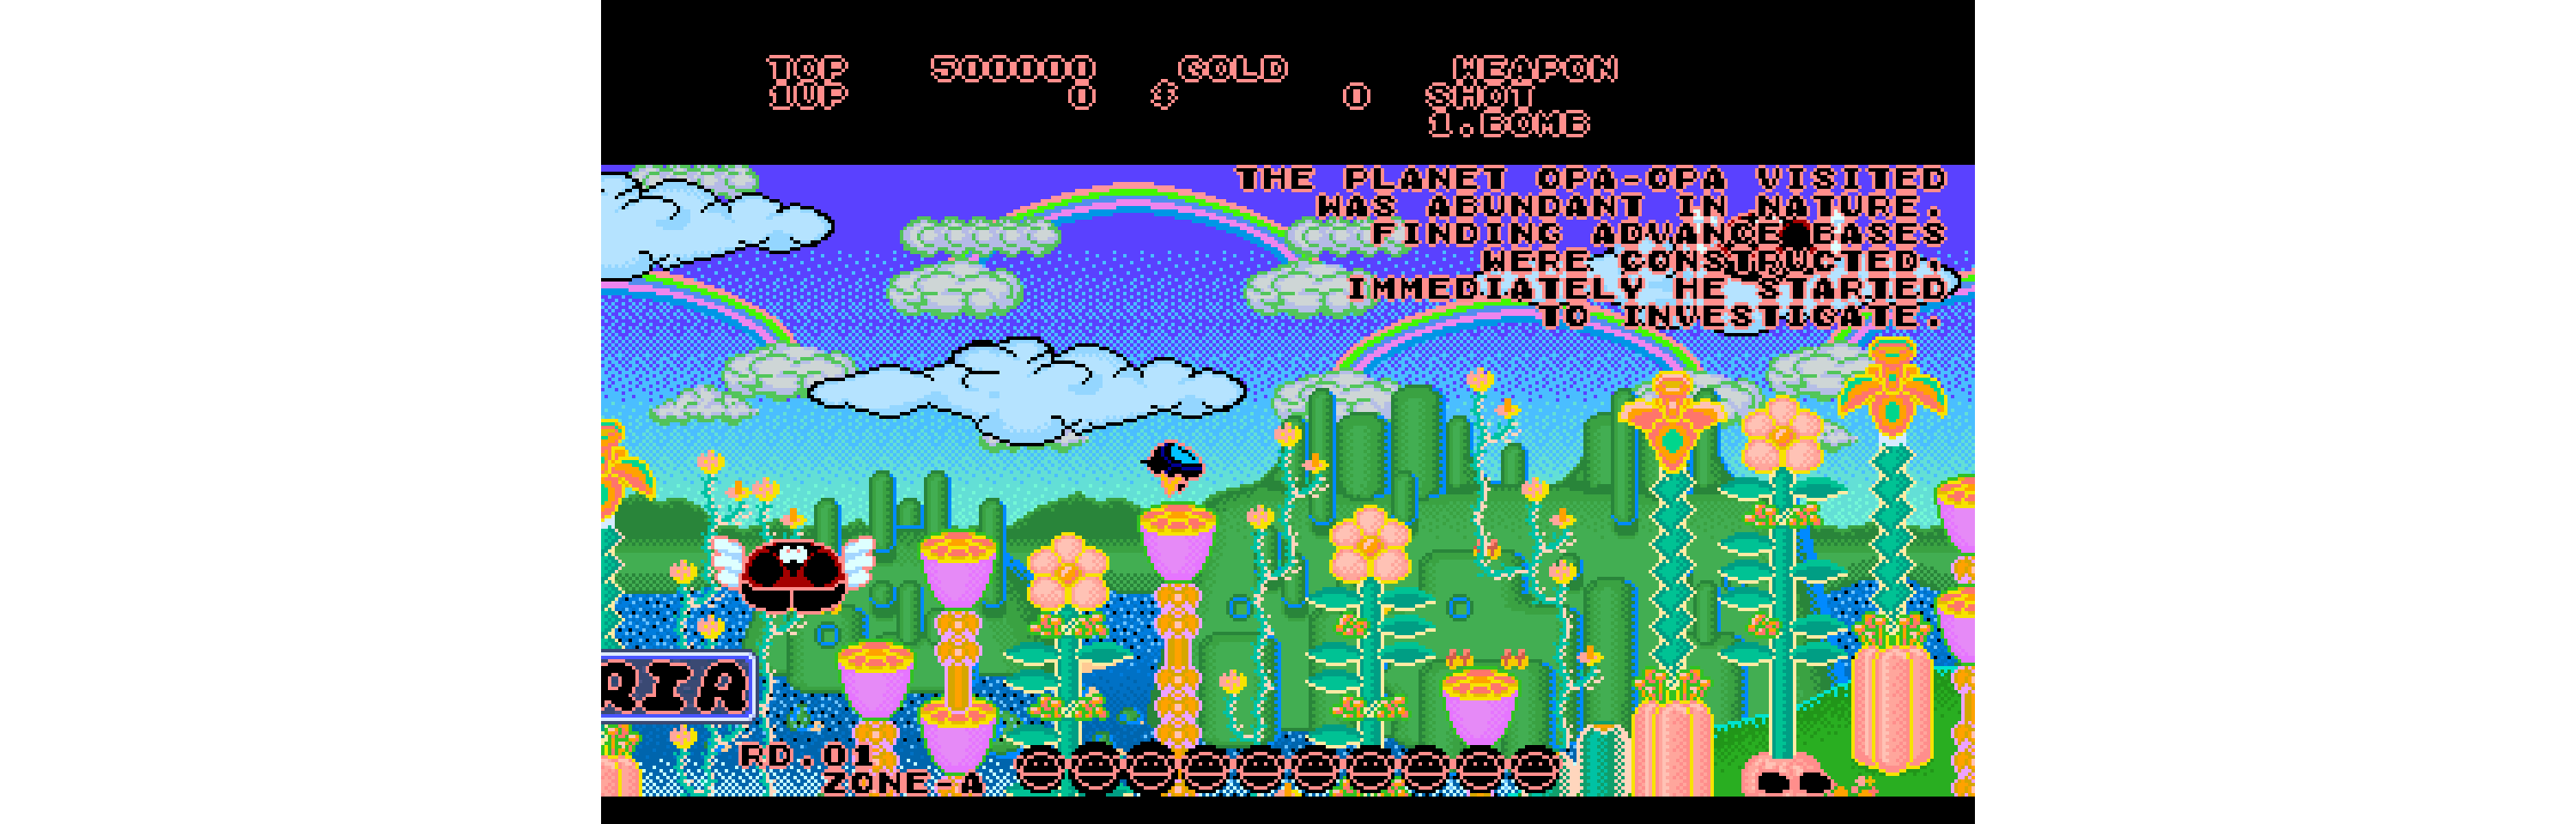 TOP 500000 GOLD WEAPON
1UP 0 $ 0 SHOT
1.BOMB
THE PLANET OPA-OPA VISITED
WAS ABUNDANT IN NATURE.
FINDING ADVANCE BASES
WERE CONSTRUCTED,
IMMEDIATELY HE STARTED
TO INVESTIGATE.
RIA
RD.01
ZONE-A